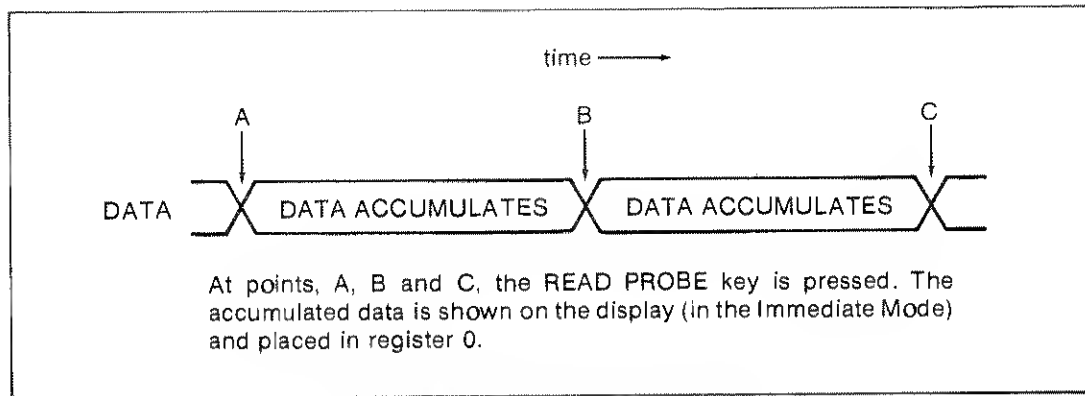 time
A
B
C
DATA
DATA ACCUMULATES
DATA ACCUMULATES
At points, A, B and C, the READ PROBE key is pressed. The
accumulated data is shown on the display (in the Immediate Mode)
and placed in register 0.